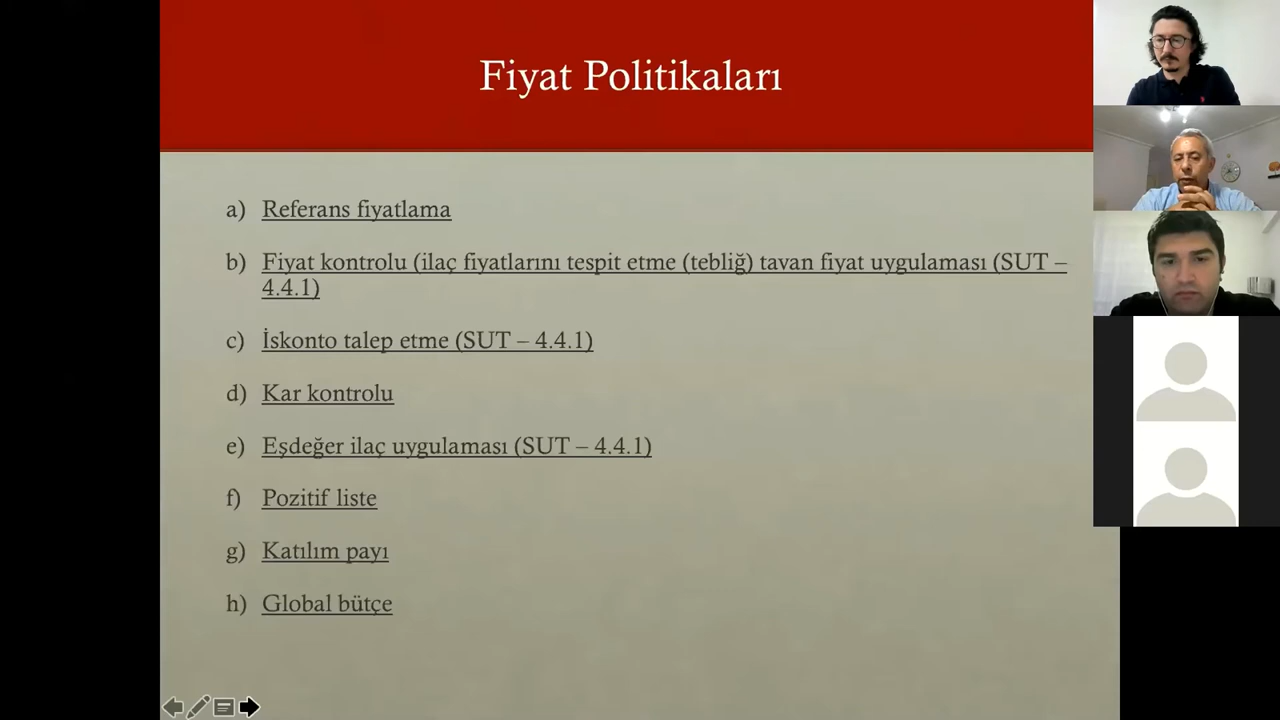 Fiyat Politikaları
a) Referans fiyatlama
b) Fiyat kontrolu (ilaç fiyatlarını tespit etme (tebliğ) tavan fiyat uygulaması (SUT –
4.4.1)
c) İskonto talep etme (SUT – 4.4.1)
d) Kar kontrolu
e) Eşdeğer ilaç uygulaması (SUT – 4.4.1)
f) Pozitif liste
g) Katılım payı
h) Global bütçe